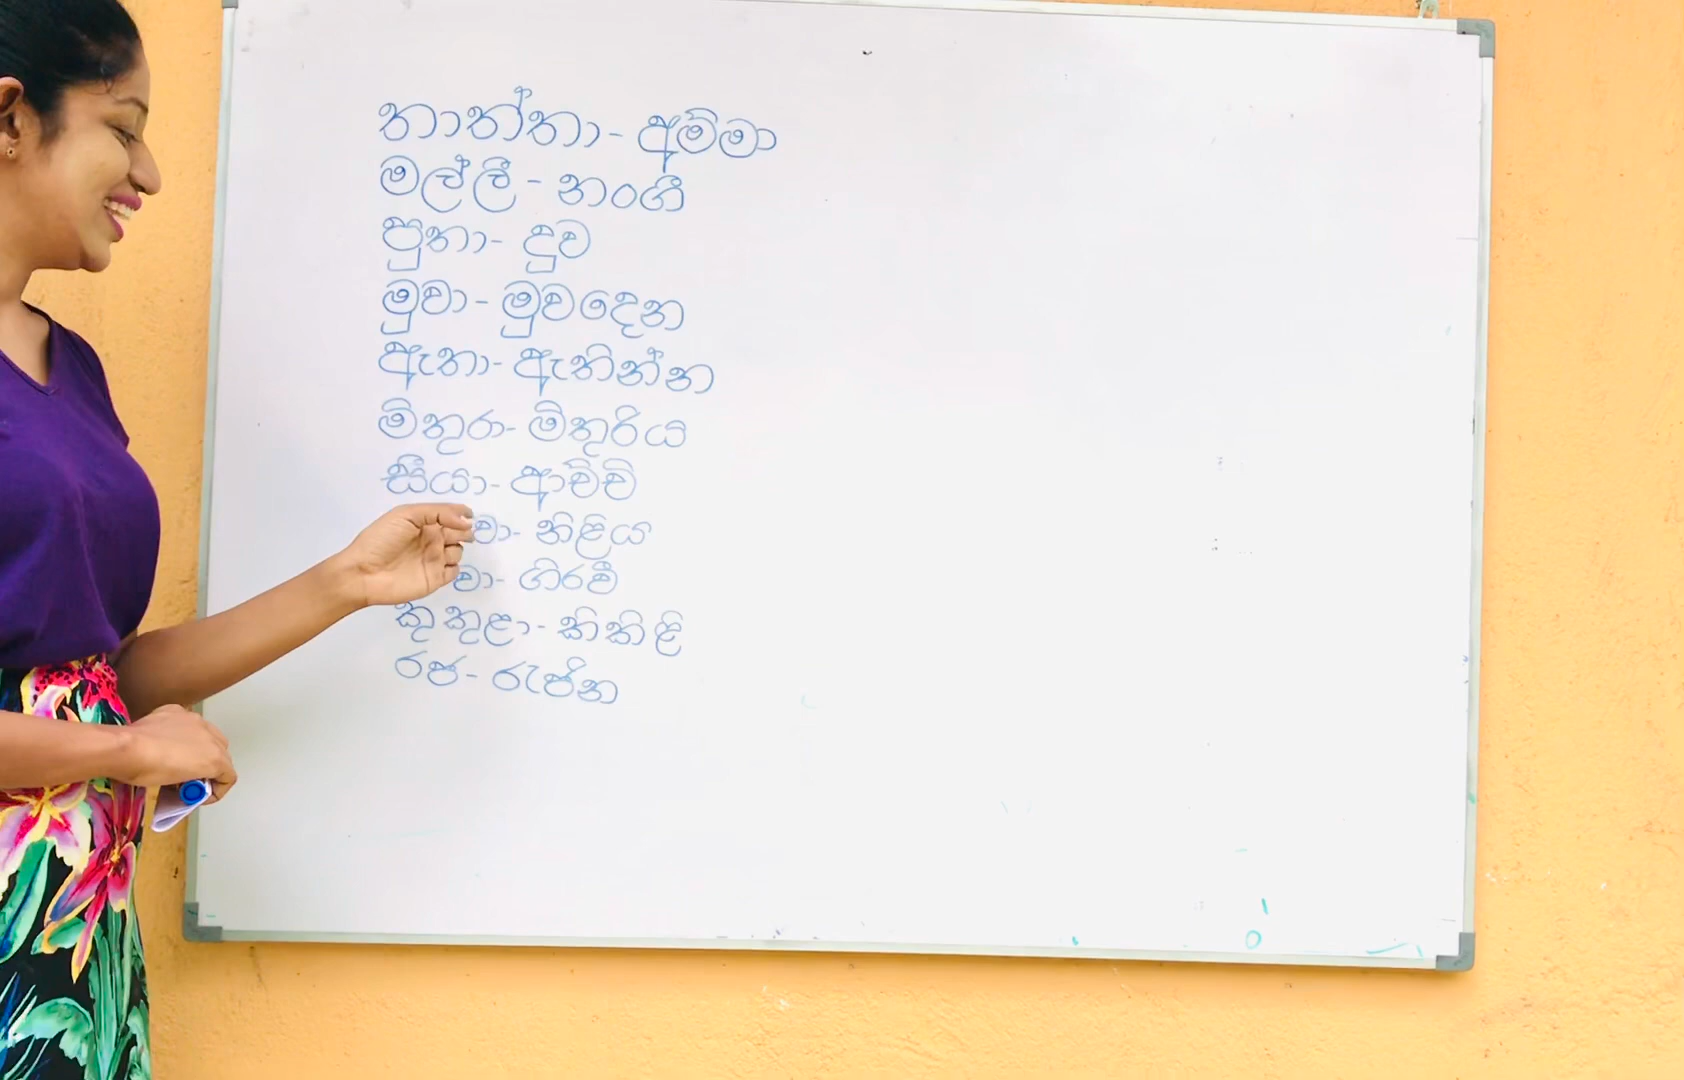 තාත්තා - අම්මා
මල්ලී - නංගී
පුතා - දුව
මුවා - මුවදෙන
ඇතා - ඇතින්න
මිතුරා - මිතුරිය
සීයා - ආච්චි
- නිළිය
- ගිරවී
කුකුළා - කිකිළි
රජ - රැජින